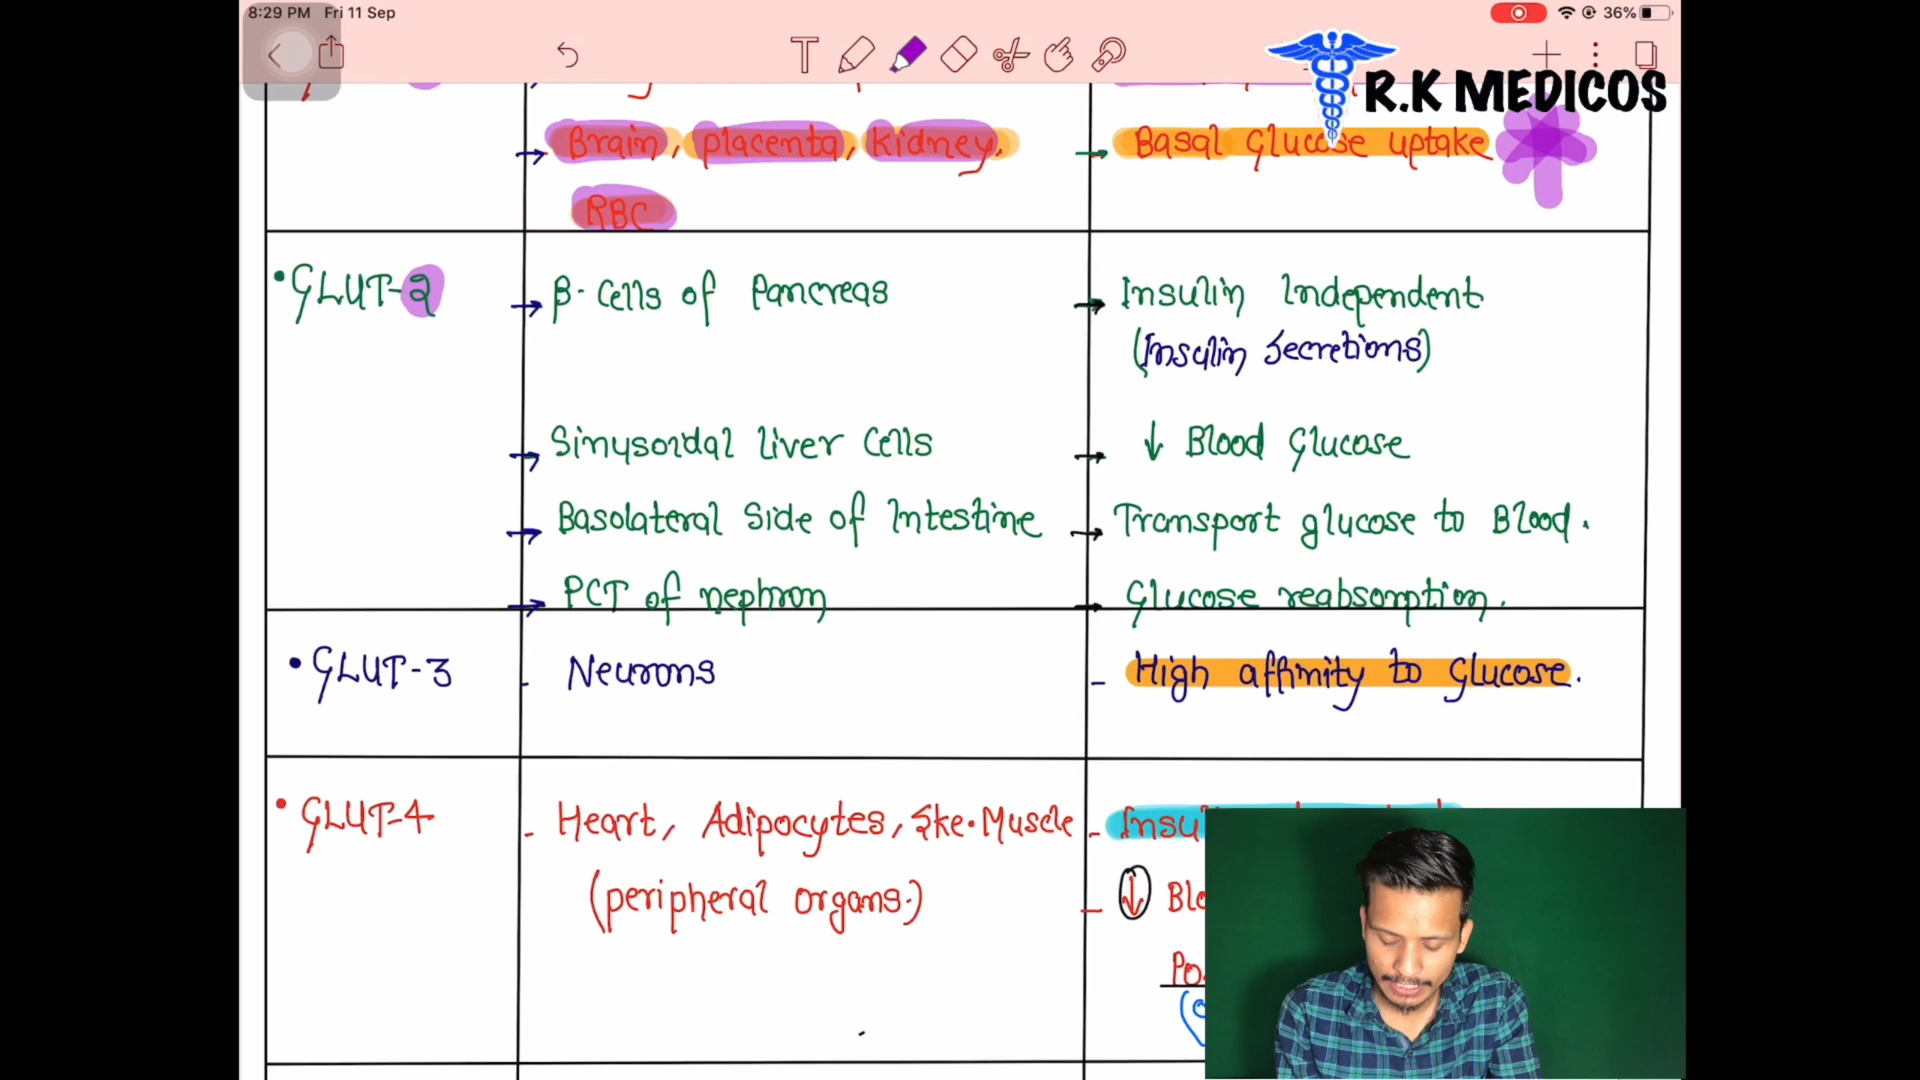 8:29 PM Fri 11 Sep
36%
R.K MEDICOS
Brain, placenta, kidney,
Basal Glucose uptake
RBC
• GLUT-2
→ β-Cells of Pancreas
→ Insulin Independent
(Insulin Secretions)
→ Sinusoidal liver Cells
→ ↓ Blood Glucose
→ Basolateral Side of Intestine
→ Transport glucose to Blood.
→ PCT of nephron
→ Glucose reabsorption.
• GLUT-3
- Neurons
- High affinity to Glucose.
• GLUT-4
- Heart, Adipocytes, Ske. Muscle
- Insu
(peripheral organs.)
- ↓ Blo